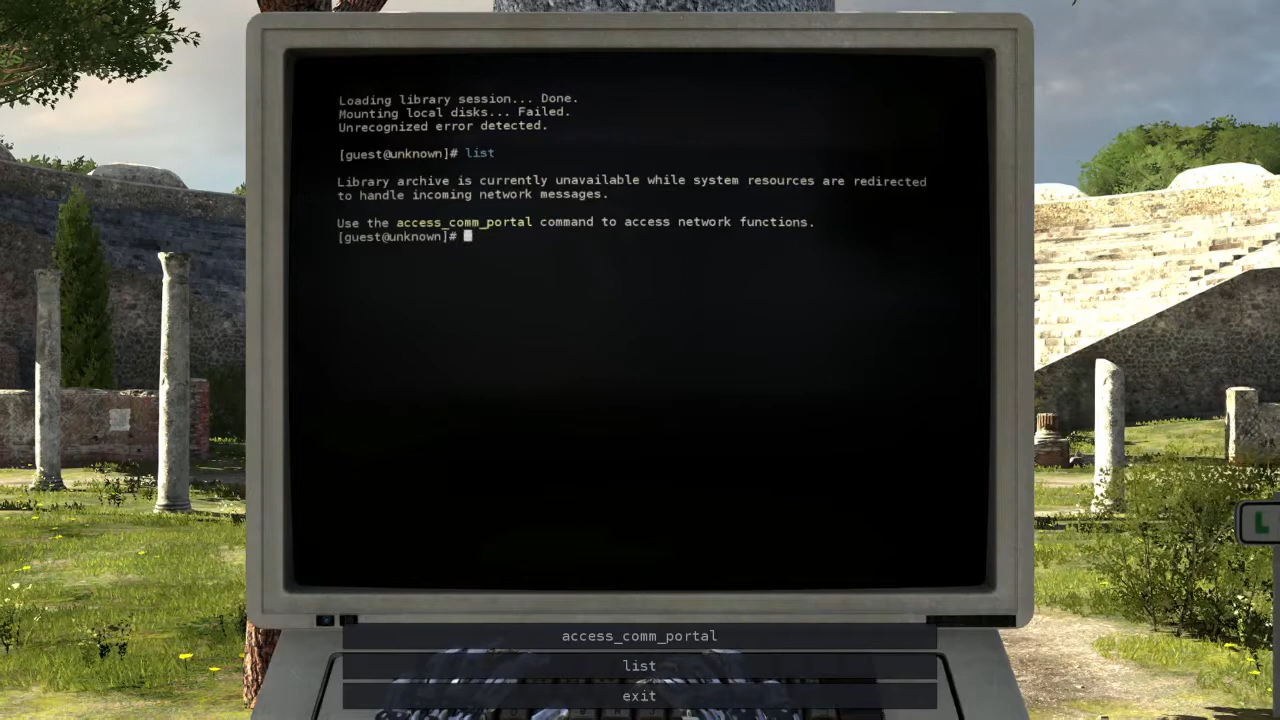 Loading library session... Done.
Mounting local disks... Failed.
Unrecognized error detected.
[guest@unknown]# list
Library archive is currently unavailable while system resources are redirected
to handle incoming network messages.
Use the access_comm_portal command to access network functions.
[guest@unknown]#
L
access_comm_portal
list
exit